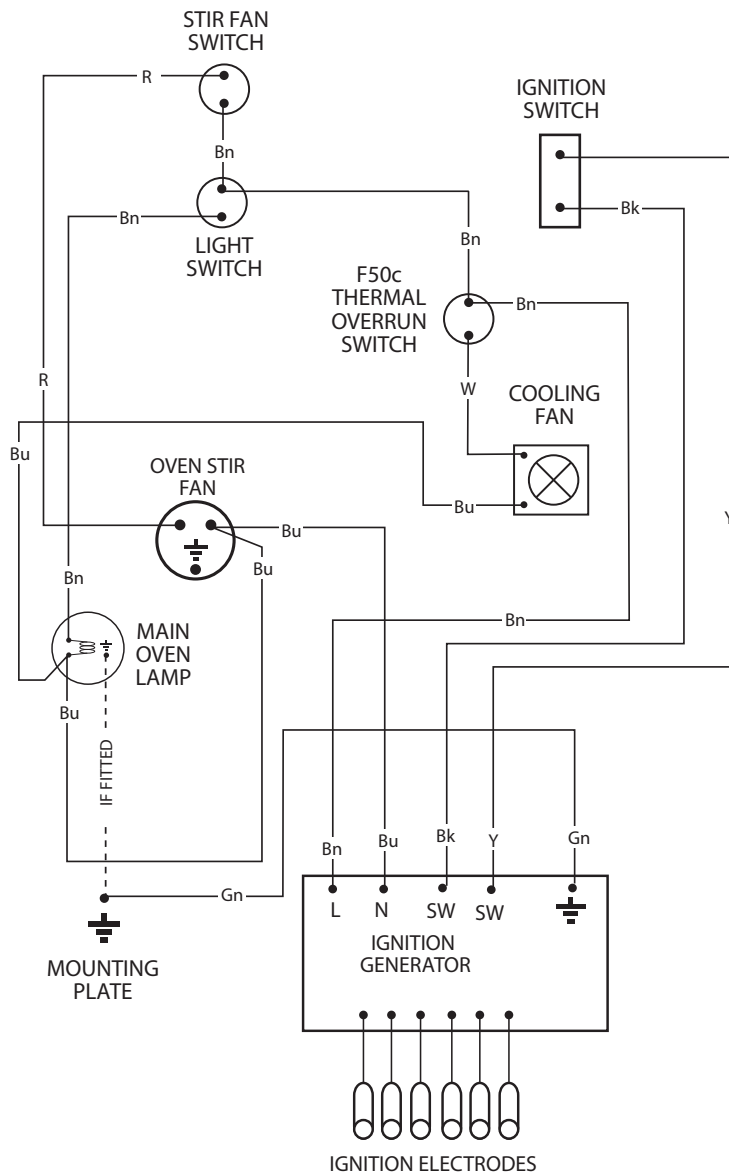 STIR FAN
SWITCH
R
IGNITION
SWITCH
Bn
Bn
Bk
LIGHT
SWITCH
Bn
F50c
THERMAL
OVERRUN
SWITCH
Bn
R
W
COOLING
FAN
Bu
OVEN STIR
FAN
Bu
Bu
Y
Bu
Bn
Bn
MAIN
OVEN
LAMP
Bu
IF FITTED
Bn
Bu
Bk
Y
Gn
Gn
L
N
SW
SW
IGNITION
GENERATOR
MOUNTING
PLATE
IGNITION ELECTRODES